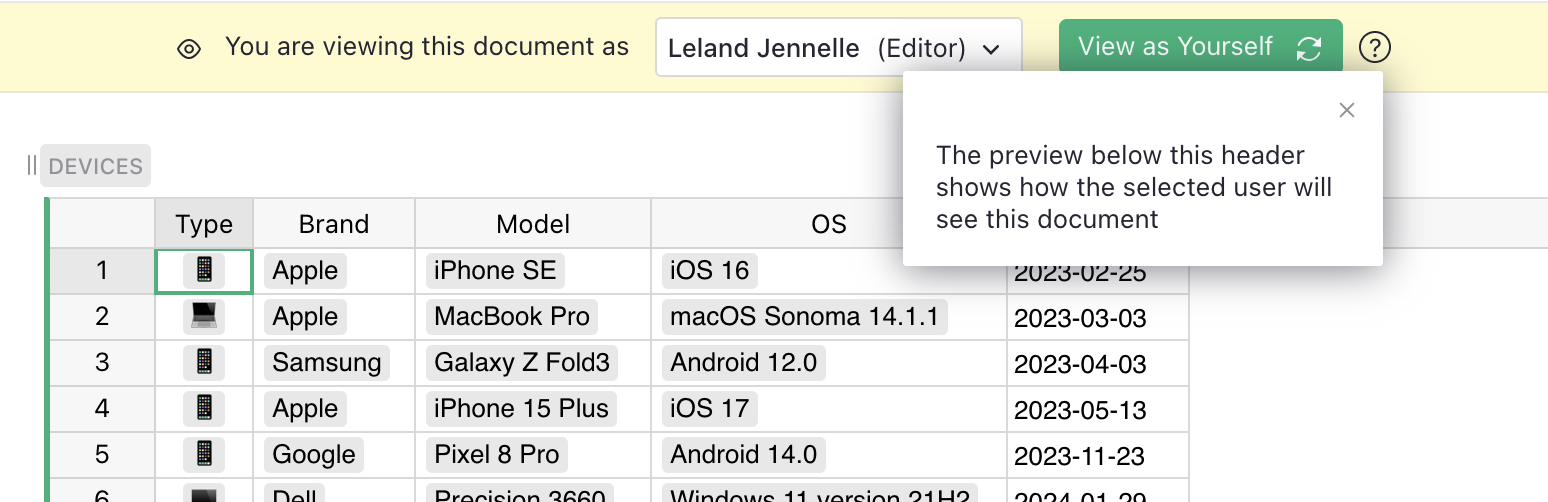 You are viewing this document as Leland Jennelle (Editor) View as Yourself ?
The preview below this header
shows how the selected user will
see this document
DEVICES
Type Brand Model OS
1 Apple iPhone SE iOS 16 2023-02-25
2 Apple MacBook Pro macOS Sonoma 14.1.1 2023-03-03
3 Samsung Galaxy Z Fold3 Android 12.0 2023-04-03
4 Apple iPhone 15 Plus iOS 17 2023-05-13
5 Google Pixel 8 Pro Android 14.0 2023-11-23
6 Dell Precision 3660 Windows 11 version 21H2 2024-01-29